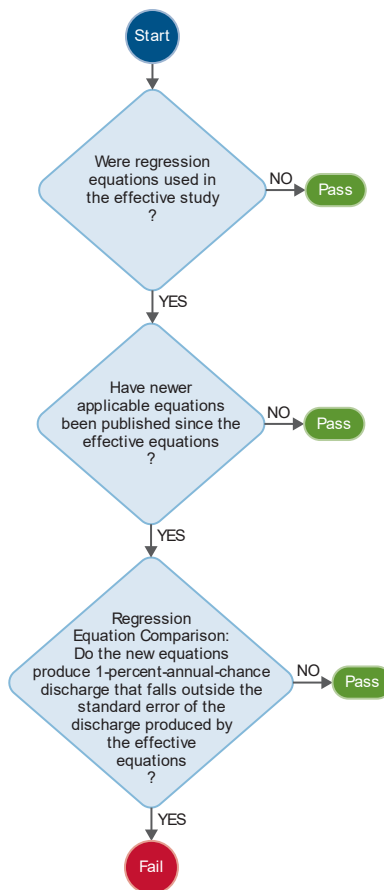 Start
Were regression
equations used in
the effective study
?
NO
Pass
YES
Have newer
applicable equations
been published since the
effective equations
?
NO
Pass
YES
Regression
Equation Comparison:
Do the new equations
produce 1-percent-annual-chance
discharge that falls outside the
standard error of the
discharge produced by
the effective
equations
?
NO
Pass
YES
Fail